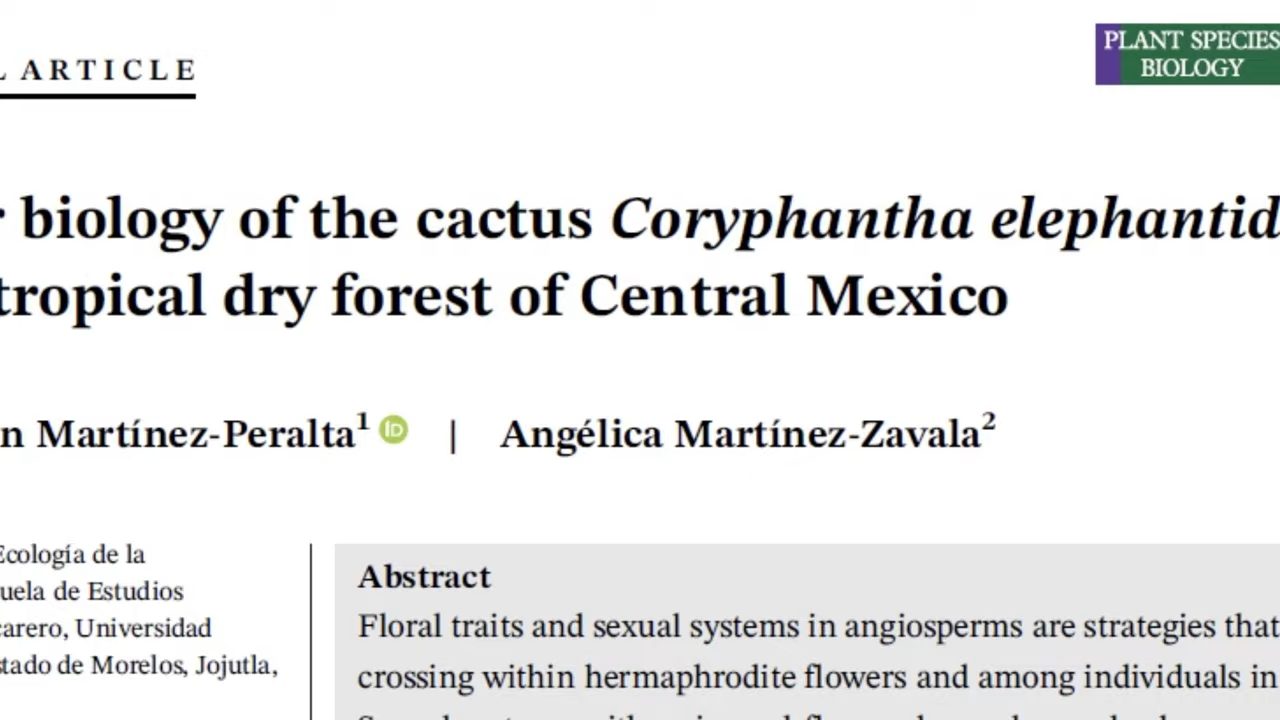 ARTICLE
PLANT SPECIES
BIOLOGY
biology of the cactus Coryphantha elephantid
tropical dry forest of Central Mexico
n Martínez-Peralta¹ iD | Angélica Martínez-Zavala²
Ecología de la
uela de Estudios
carero, Universidad
stado de Morelos, Jojutla,
Abstract
Floral traits and sexual systems in angiosperms are strategies that
crossing within hermaphrodite flowers and among individuals in